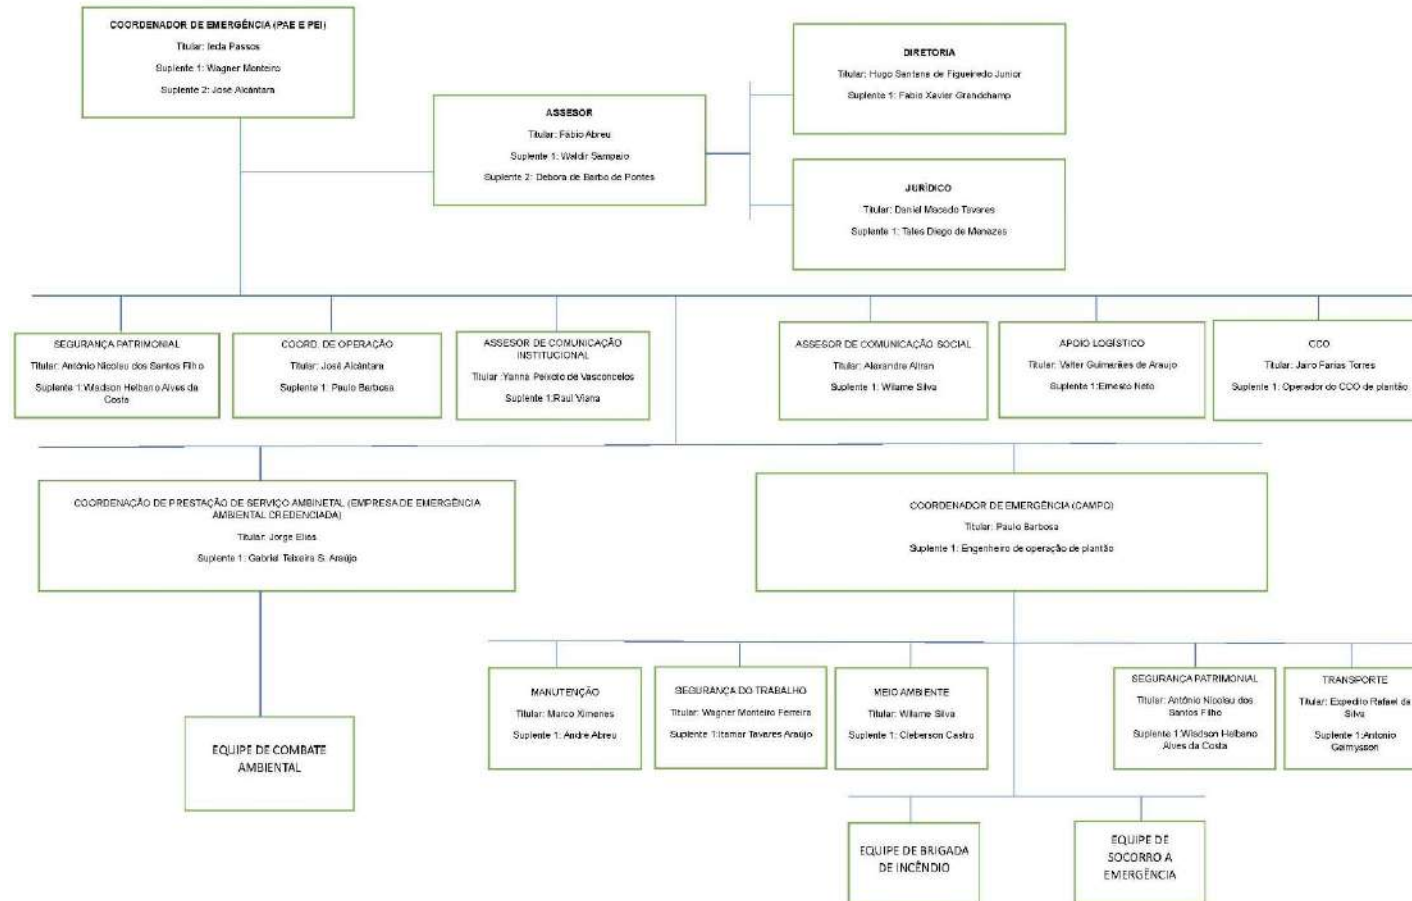 COORDENADOR DE EMERGÊNCIA (PAE E PEI)
Titular: Ieda Passos
Suplente 1: Wagner Monteiro
Suplente 2: José Alcântara
DIRETORIA
Titular: Hugo Santana de Figueiredo Junior
Suplente 1: Fabio Xavier Grandchamp
ASSESOR
Titular: Fábio Abreu
Suplente 1: Waldir Sampaio
Suplente 2: Debora de Barbo de Pontes
JURÍDICO
Titular: Daniel Macedo Tavares
Suplente 1: Tales Diego de Menezes
SEGURANÇA PATRIMONIAL
Titular: Antônio Nicolau dos Santos Filho
Suplente 1:Wladson Helbano Alves da
Costa
COORD. DE OPERAÇÃO
Titular: José Alcântara
Suplente 1: Paulo Barbosa
ASSESOR DE COMUNICAÇÃO
INSTITUCIONAL
Titular :Yanna Peixoto de Vasconcelos
Suplente 1:Raul Viana
ASSESOR DE COMUNICAÇÃO SOCIAL
Titular: Alexandre
Suplente 1: Wilame Silva
APOIO LOGÍSTICO
Titular: Valter Guimarães de Araujo
Suplente 1:Ernesto Neto
CCO
Titular: Jairo Farias Torres
Suplente 1: Operador do CCO de plantão
COORDENAÇÃO DE PRESTAÇÃO DE SERVIÇO AMBINETAL (EMPRESA DE EMERGÊNCIA
AMBIENTAL CREDENCIADA)
Titular: Jorge Elias
Suplente 1: Gabriel Teixeira S. Araújo
COORDENADOR DE EMERGÊNCIA (CAMPO)
Titular: Paulo Barbosa
Suplente 1: Engenheiro de operação de plantão
MANUTENÇÃO
Titular: Marco Ximenes
Suplente 1: Andre Abreu
SEGURANÇA DO TRABALHO
Titular: Wagner Monteiro Ferreira
Suplente 1:Itamar Tavares Araújo
MEIO AMBIENTE
Titular: Wilame Silva
Suplente 1: Cleberson Castro
SEGURANÇA PATRIMONIAL
Titular: Antônio Nicolau dos
Santos Filho
Suplente 1:Wladson Helbano
Alves da Costa
TRANSPORTE
Titular: Expedito Rafael da
Silva
Suplente 1:Antonio
EQUIPE DE COMBATE
AMBIENTAL
EQUIPE DE BRIGADA
DE INCÊNDIO
EQUIPE DE
SOCORRO A
EMERGÊNCIA